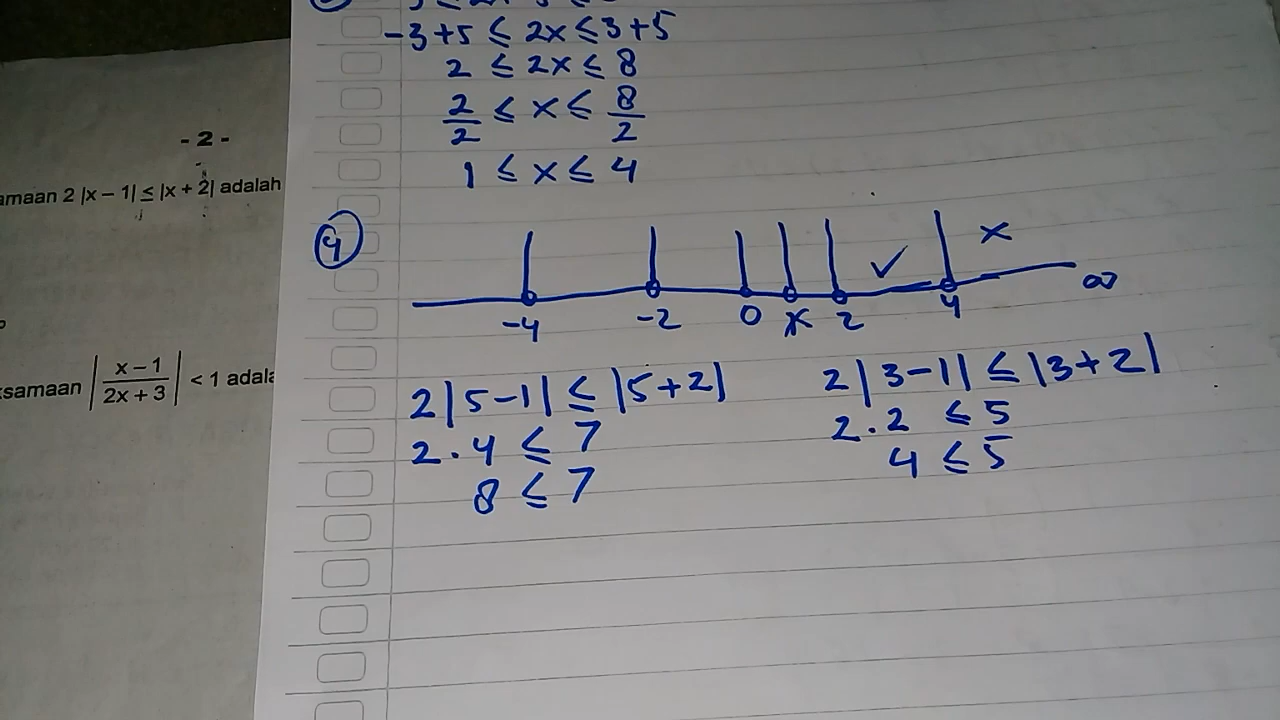 - 2 -
amaan 2 |x – 1| ≤ |x + 2| adalah
samaan |x – 1 / 2x + 3| < 1 adala
-3+5 ≤ 2x ≤ 3+5
2 ≤ 2x ≤ 8
2/2 ≤ x ≤ 8/2
1 ≤ x ≤ 4
4
✓ x
-4 -2 0 x 2 4 ∞
2|5-1| ≤ |5+2|
2.4 ≤ 7
8 ≤ 7
2|3-1| ≤ |3+2|
2.2 ≤ 5
4 ≤ 5